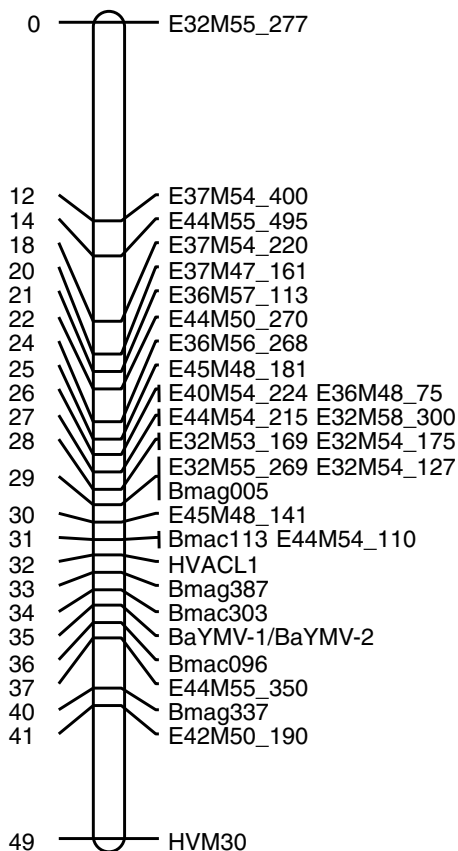 0 E32M55_277
12 E37M54_400
14 E44M55_495
18 E37M54_220
20 E37M47_161
21 E36M57_113
22 E44M50_270
24 E36M56_268
25 E45M48_181
26 E40M54_224 E36M48_75
27 E44M54_215 E32M58_300
28 E32M53_169 E32M54_175
29 E32M55_269 E32M54_127
Bmag005
30 E45M48_141
31 Bmac113 E44M54_110
32 HVACL1
33 Bmag387
34 Bmac303
35 BaYMV-1/BaYMV-2
36 Bmac096
37 E44M55_350
40 Bmag337
41 E42M50_190
49 HVM30